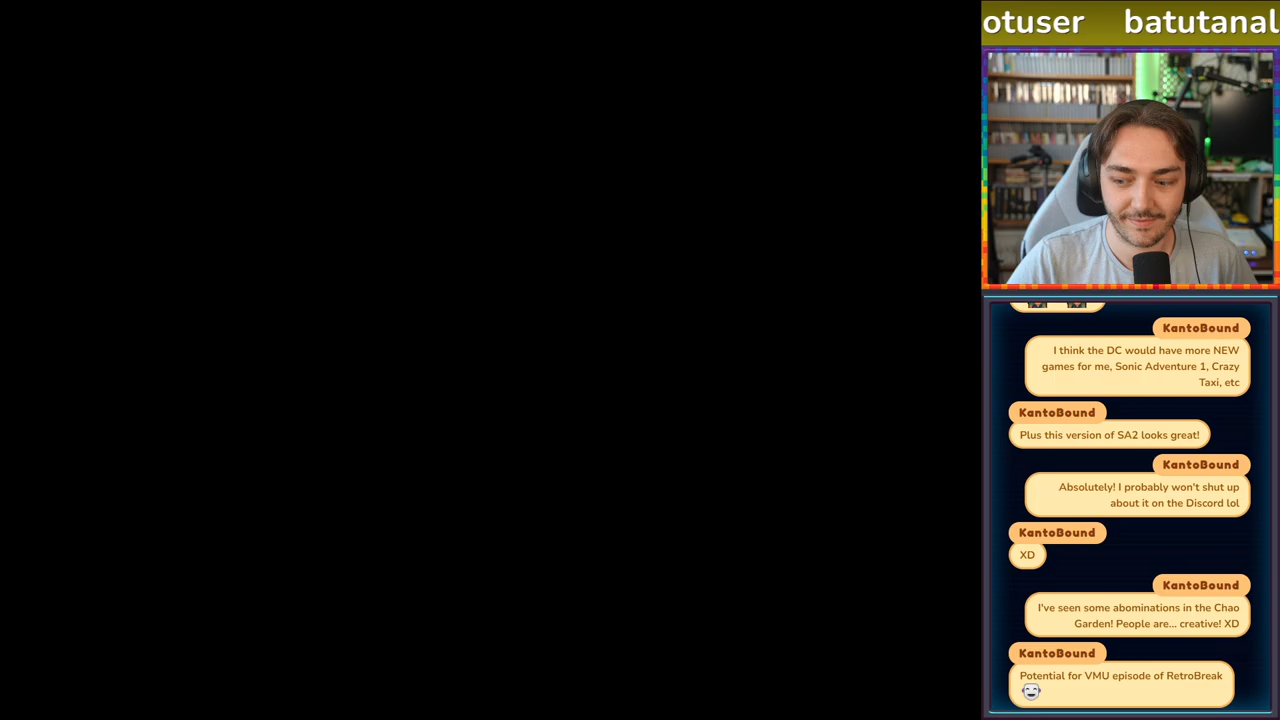 otuser batutanal
KantoBound
I think the DC would have more NEW
games for me, Sonic Adventure 1, Crazy
Taxi, etc
KantoBound
Plus this version of SA2 looks great!
KantoBound
Absolutely! I probably won't shut up
about it on the Discord lol
KantoBound
XD
KantoBound
I've seen some abominations in the Chao
Garden! People are... creative! XD
KantoBound
Potential for VMU episode of RetroBreak